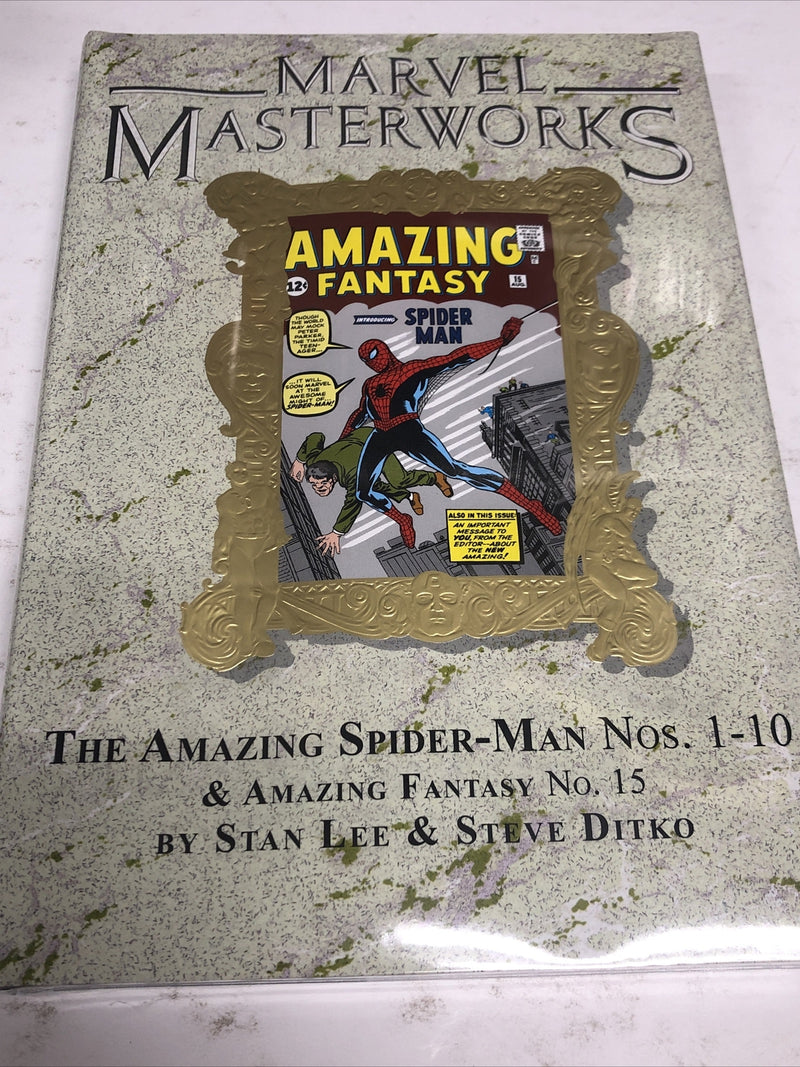 MARVEL
MASTERWORKS
AMAZING
FANTASY
12¢
15
AUG.
INTRODUCING
SPIDER
MAN
THOUGH
THE WORLD
MAY MOCK
PETER
PARKER,
THE TIMID
TEEN-
AGER...
...IT WILL
SOON MARVEL
AT THE
AWESOME
MIGHT OF...
SPIDER-MAN!
ALSO IN THIS ISSUE:
AN IMPORTANT
MESSAGE TO
YOU, FROM THE
EDITOR--ABOUT
THE NEW
AMAZING!
THE AMAZING SPIDER-MAN NOS. 1-10
& AMAZING FANTASY NO. 15
BY STAN LEE & STEVE DITKO